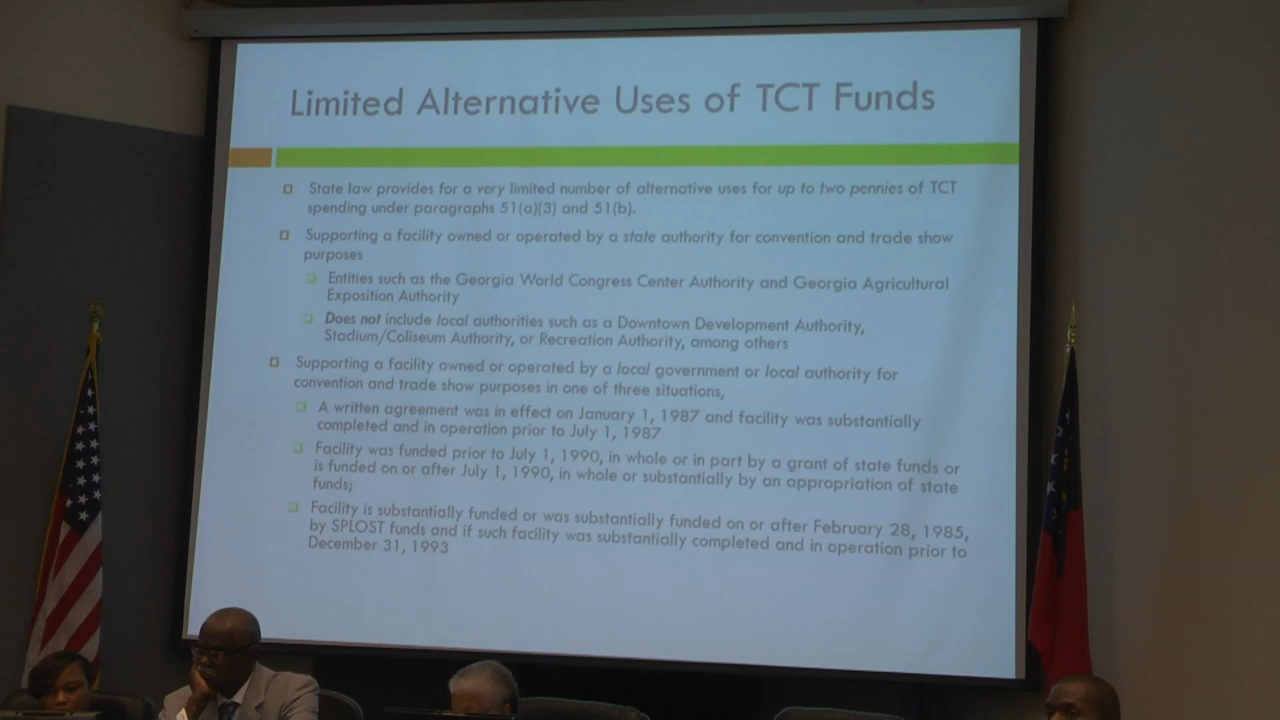 Limited Alternative Uses of TCT Funds
State law provides for a very limited number of alternative uses for up to two pennies of TCT
spending under paragraphs 51(a)(3) and 51(b).
Supporting a facility owned or operated by a state authority for convention and trade show
purposes
Entities such as the Georgia World Congress Center Authority and Georgia Agricultural
Exposition Authority
Does not include local authorities such as a Downtown Development Authority,
Stadium/Coliseum Authority, or Recreation Authority, among others
Supporting a facility owned or operated by a local government or local authority for
convention and trade show purposes in one of three situations,
A written agreement was in effect on January 1, 1987 and facility was substantially
completed and in operation prior to July 1, 1987
Facility was funded prior to July 1, 1990, in whole or in part by a grant of state funds or
is funded on or after July 1, 1990, in whole or substantially by an appropriation of state
funds;
Facility is substantially funded or was substantially funded on or after February 28, 1985,
by SPLOST funds and if such facility was substantially completed and in operation prior to
December 31, 1993